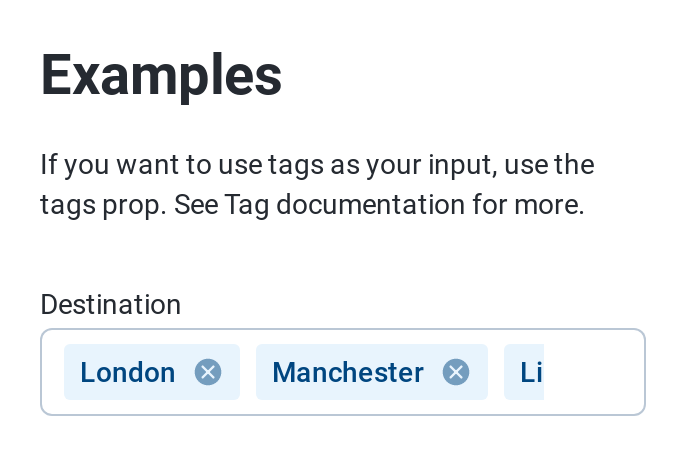 Examples
If you want to use tags as your input, use the
tags prop. See Tag documentation for more.
Destination
London Manchester Li